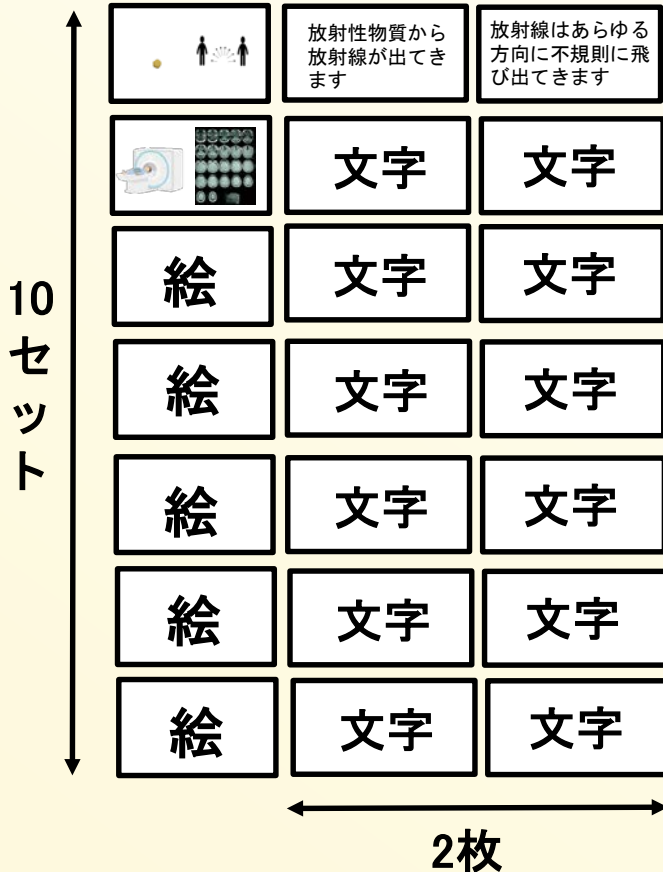 放射性物質から
放射線が出てき
ます
放射線はあらゆる
方向に不規則に飛
び出てきます
文字
文字
絵
文字
文字
絵
文字
文字
絵
文字
文字
絵
文字
文字
絵
文字
文字
10
セット
2枚